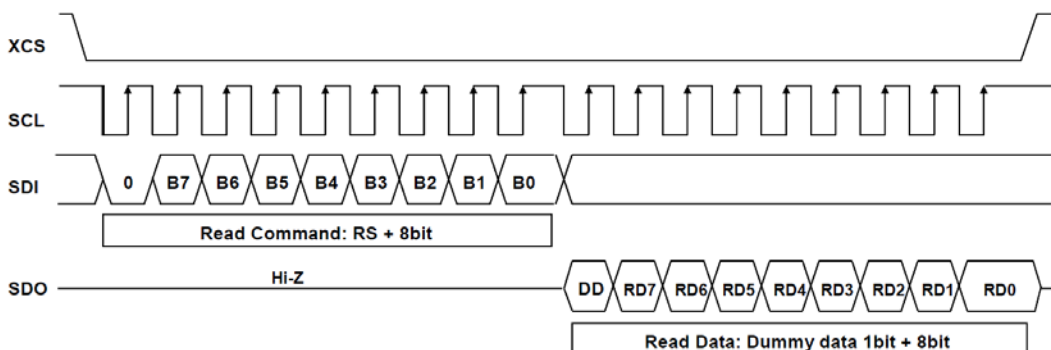 XCS
SCL
SDI 0 B7 B6 B5 B4 B3 B2 B1 B0
Read Command: RS + 8bit
Hi-Z
SDO DD RD7 RD6 RD5 RD4 RD3 RD2 RD1 RD0
Read Data: Dummy data 1bit + 8bit